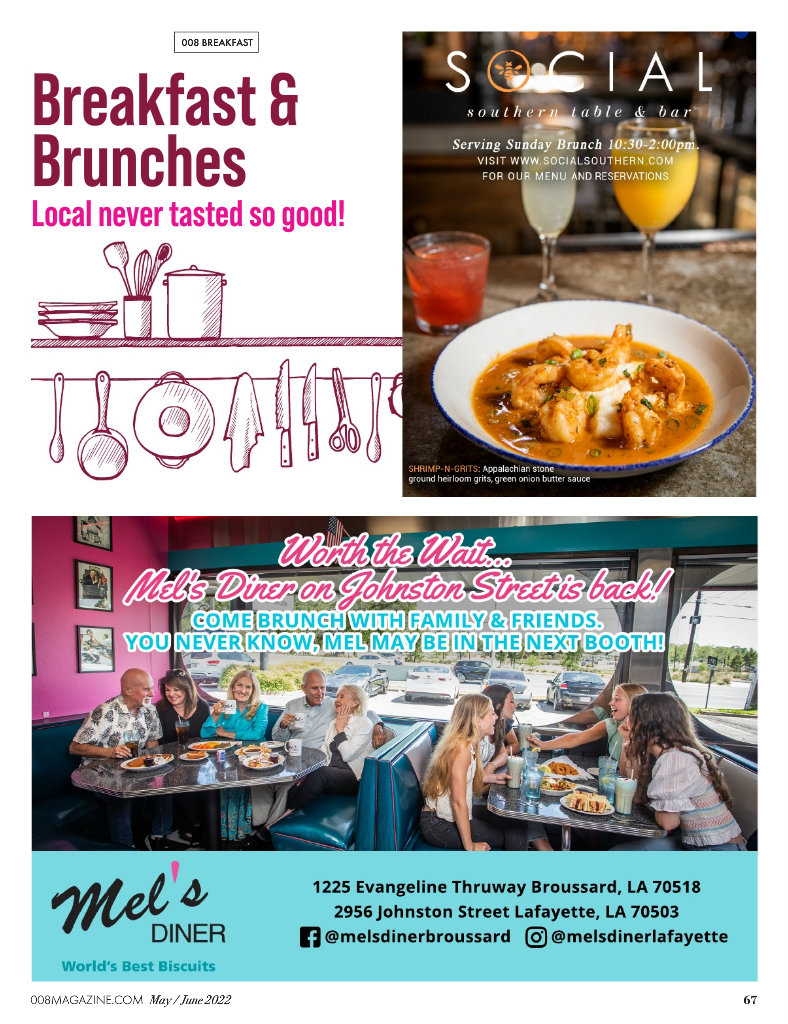 008 BREAKFAST
Breakfast &
Brunches
Local never tasted so good!
SOCIAL
southern table & bar
Serving Sunday Brunch 10:30-2:00pm.
VISIT WWW.SOCIALSOUTHERN.COM
FOR OUR MENU AND RESERVATIONS
SHRIMP-N-GRITS: Appalachian stone
ground heirloom grits, green onion butter sauce
Worth the Wait...
Mel's Diner on Johnston Street is back!
COME BRUNCH WITH FAMILY & FRIENDS.
YOU NEVER KNOW, MEL MAY BE IN THE NEXT BOOTH!
Mel's
DINER
World's Best Biscuits
1225 Evangeline Thruway Broussard, LA 70518
2956 Johnston Street Lafayette, LA 70503
@melsdinerbroussard @melsdinerlafayette
008MAGAZINE.COM May / June 2022
67